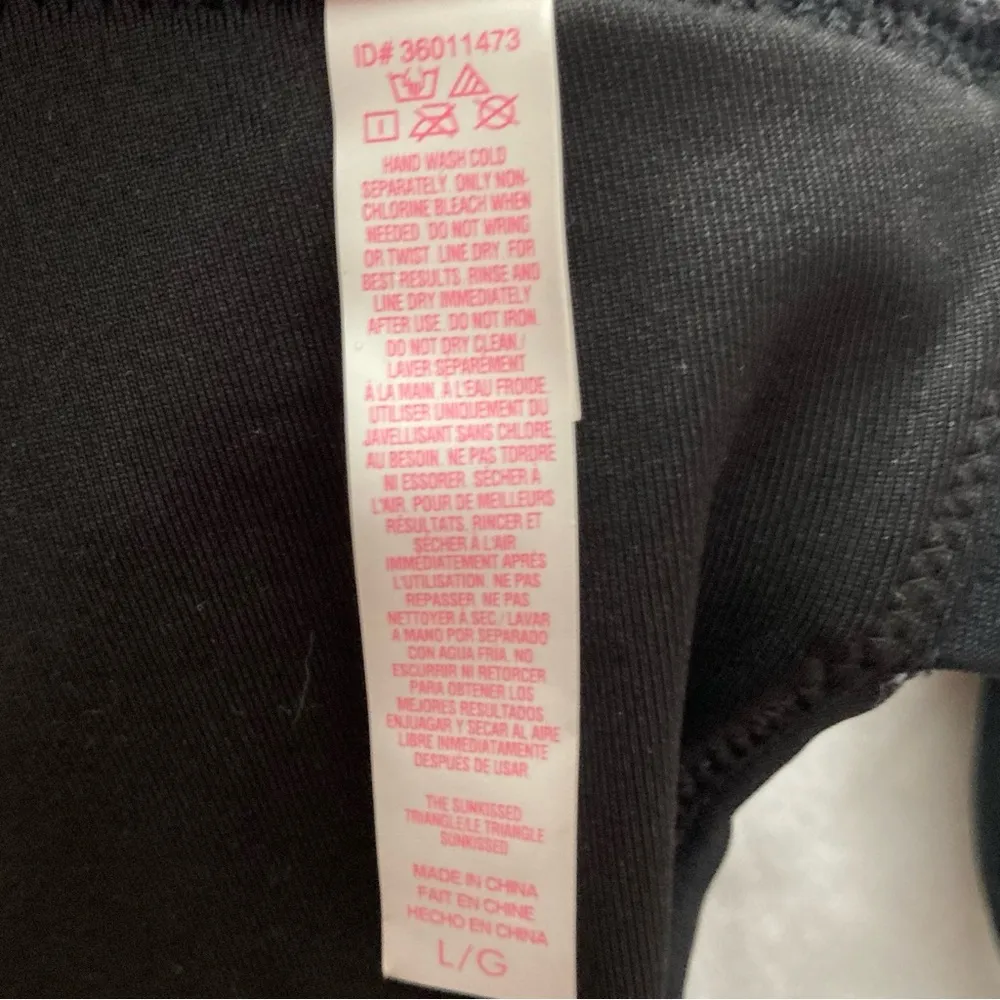 ID# 36011473
HAND WASH COLD
SEPARATELY. ONLY NON-
CHLORINE BLEACH WHEN
NEEDED. DO NOT WRING
OR TWIST. LINE DRY. FOR
BEST RESULTS, RINSE AND
LINE DRY IMMEDIATELY
AFTER USE. DO NOT IRON.
DO NOT DRY CLEAN./
LAVER SÉPARÉMENT
À LA MAIN, À L'EAU FROIDE.
UTILISER UNIQUEMENT DU
JAVELLISANT SANS CHLORE,
AU BESOIN. NE PAS TORDRE
NI ESSORER. SÉCHER À
L'AIR. POUR DE MEILLEURS
RÉSULTATS, RINCER ET
SÉCHER À L'AIR
IMMÉDIATEMENT APRÈS
L'UTILISATION. NE PAS
REPASSER. NE PAS
NETTOYER À SEC./ LAVAR
A MANO POR SEPARADO
CON AGUA FRIA. NO
ESCURRIR NI RETORCER
PARA OBTENER LOS
MEJORES RESULTADOS
ENJUAGAR Y SECAR AL AIRE
LIBRE INMEDIATAMENTE
DESPUÉS DE USAR
THE SUNKISSED
TRIANGLE/LE TRIANGLE
SUNKISSED
MADE IN CHINA
FAIT EN CHINE
HECHO EN CHINA
L/G